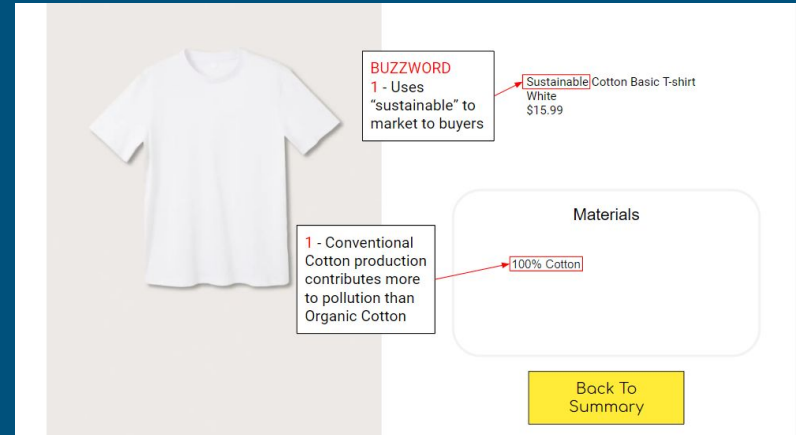 BUZZWORD
1 - Uses
“sustainable” to
market to buyers
Sustainable Cotton Basic T-shirt
White
$15.99
Materials
1 - Conventional
Cotton production
contributes more
to pollution than
Organic Cotton
100% Cotton
Back To
Summary